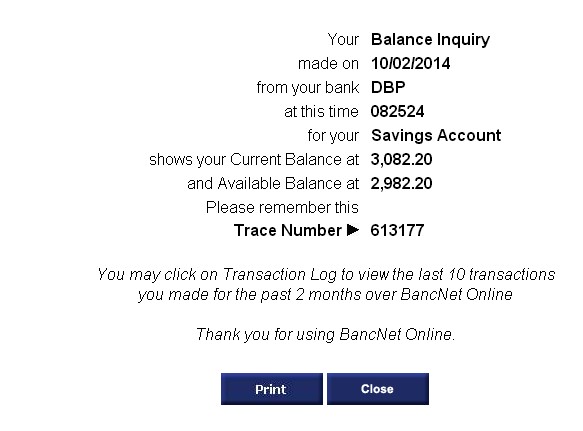 Your Balance Inquiry
made on 10/02/2014
from your bank DBP
at this time 082524
for your Savings Account
shows your Current Balance at 3,082.20
and Available Balance at 2,982.20
Please remember this
Trace Number ► 613177
You may click on Transaction Log to view the last 10 transactions
you made for the past 2 months over BancNet Online
Thank you for using BancNet Online.
Print Close